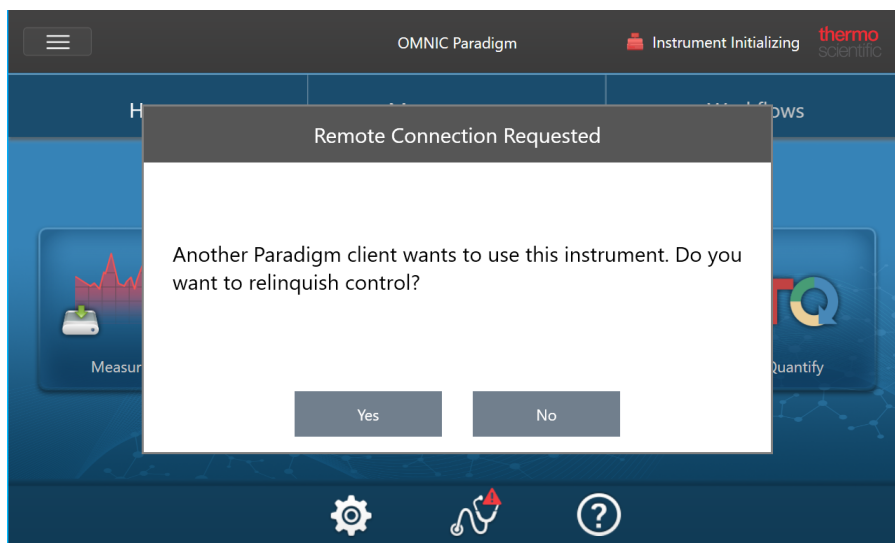 OMNIC Paradigm
Instrument Initializing
thermo
scientific
Remote Connection Requested
Another Paradigm client wants to use this instrument. Do you
want to relinquish control?
Yes
No
?